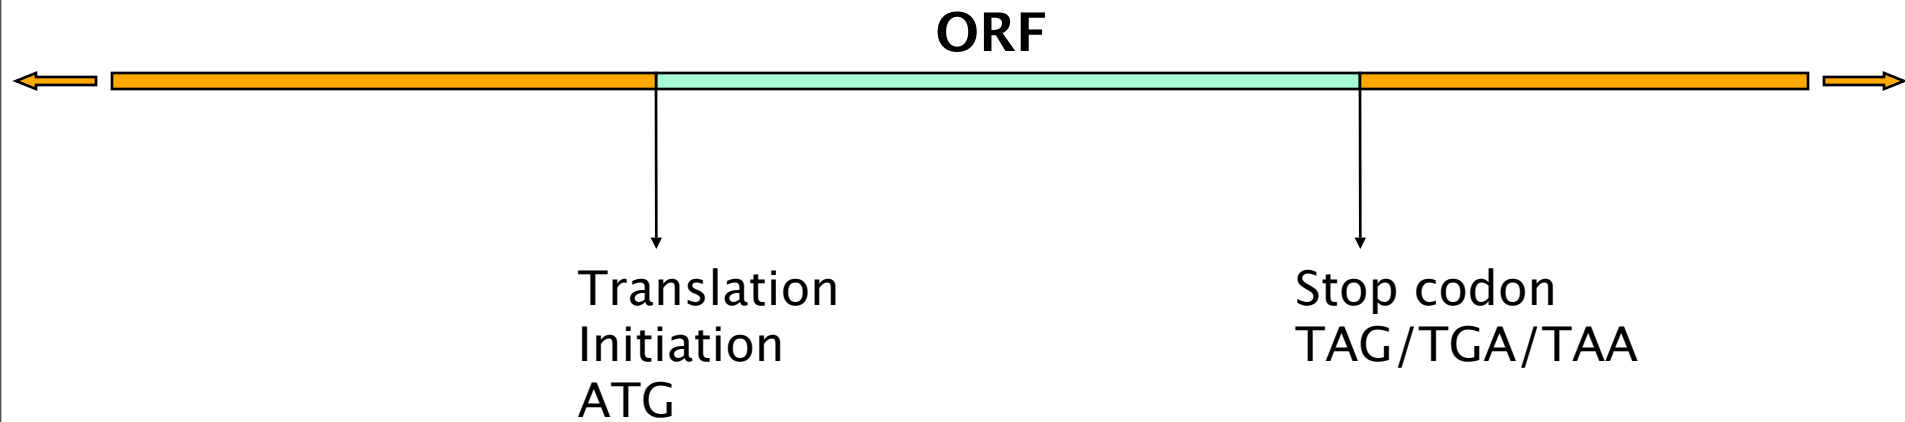 ORF
Translation
Initiation
ATG
Stop codon
TAG/TGA/TAA